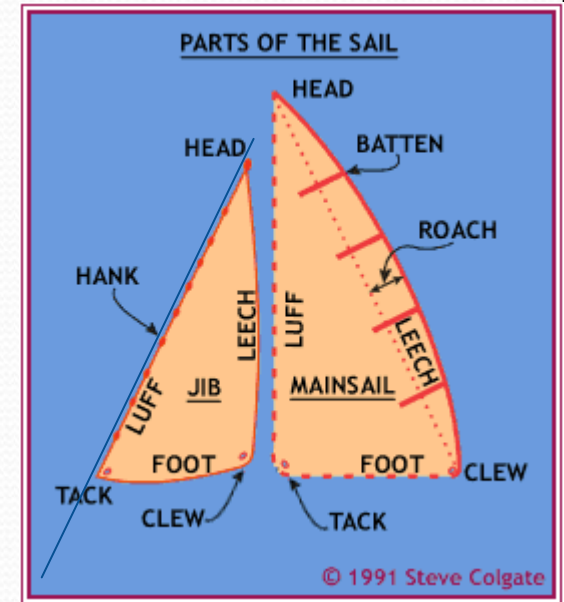 PARTS OF THE SAIL
HEAD
BATTEN
HEAD
ROACH
HANK
LEECH
LUFF
LEECH
LUFF
JIB
MAINSAIL
FOOT
FOOT
CLEW
TACK
CLEW
TACK
© 1991 Steve Colgate